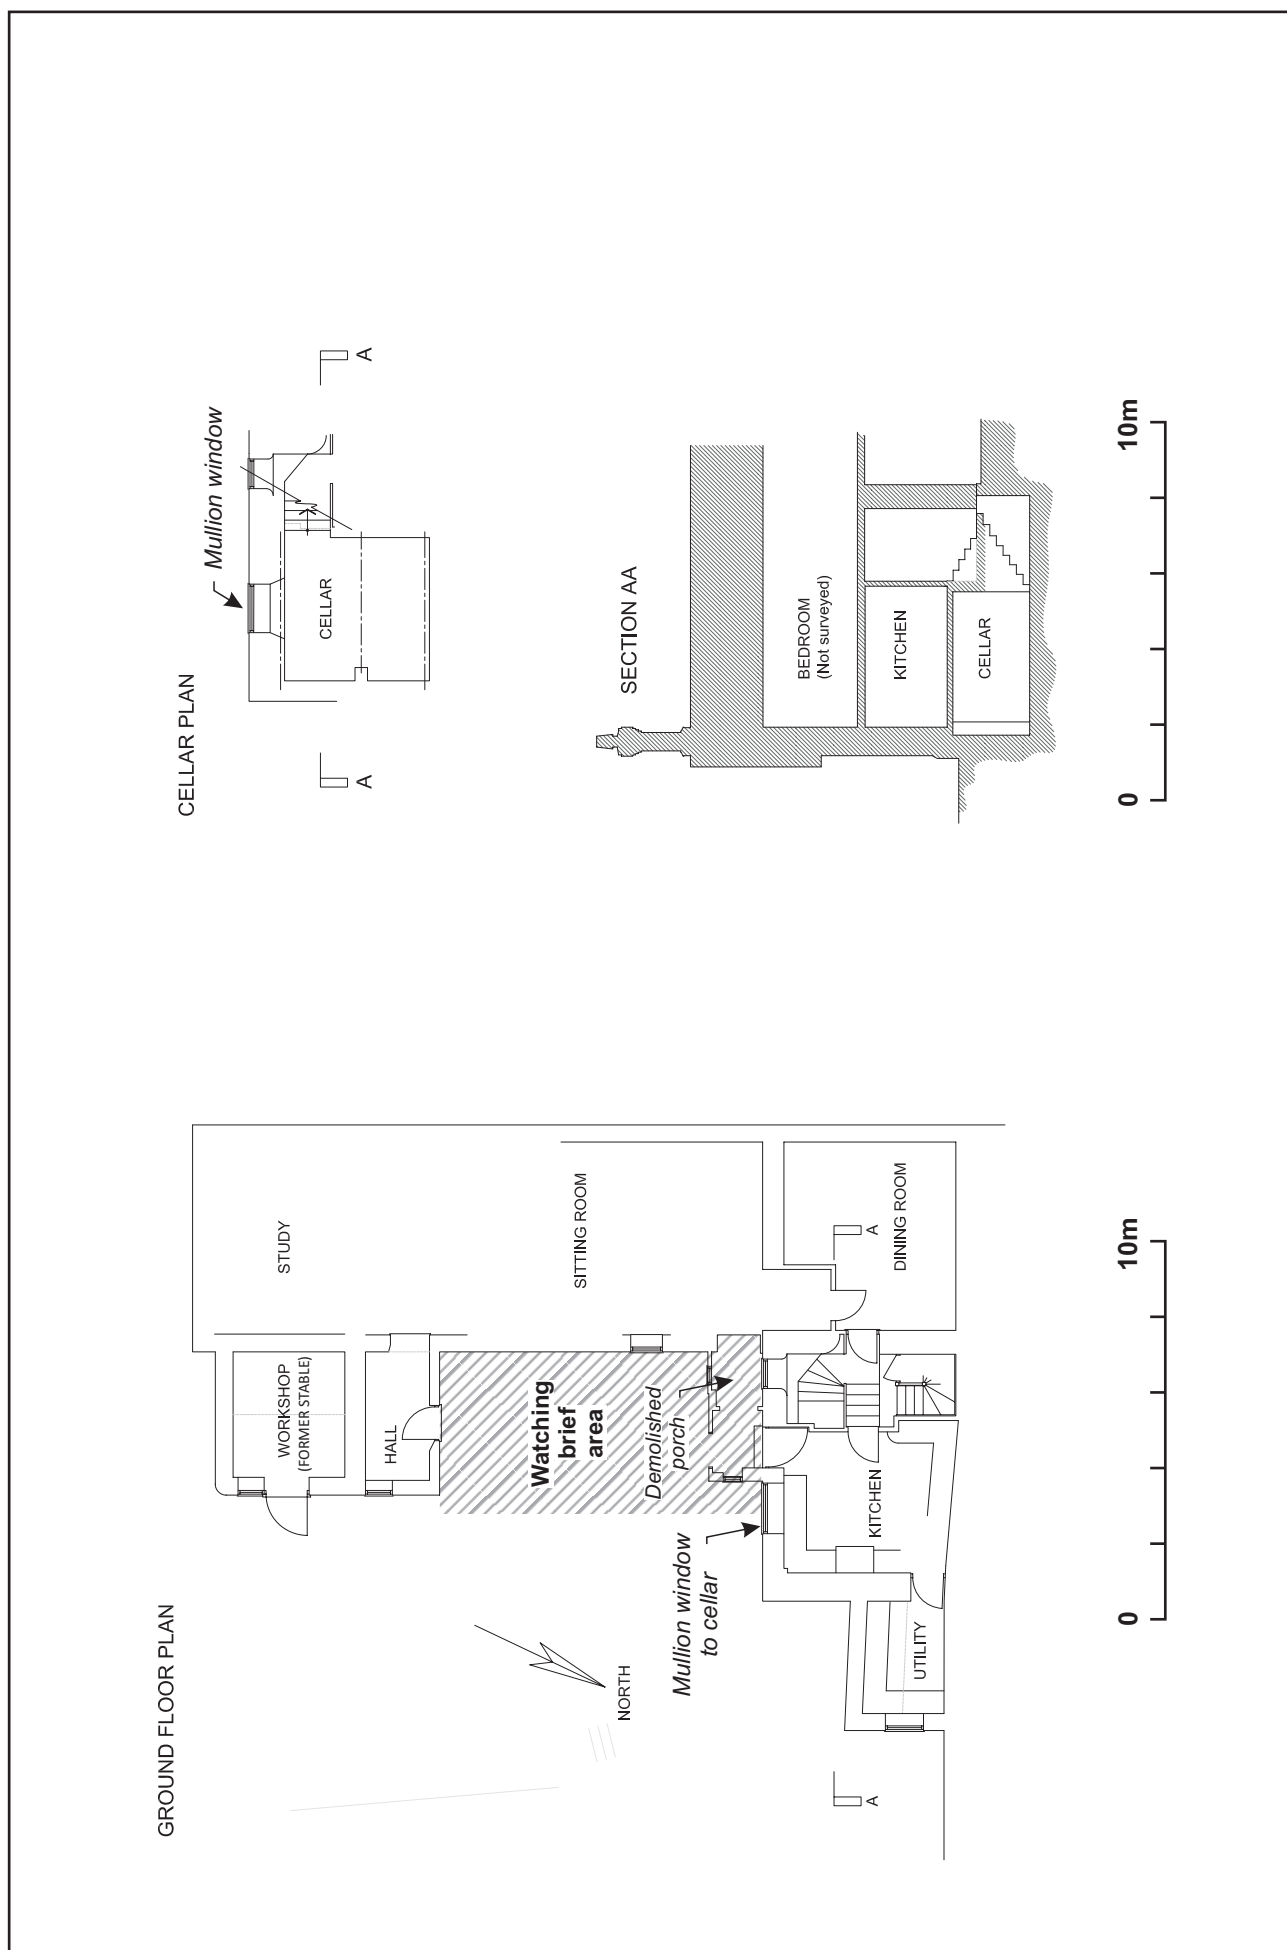 GROUND FLOOR PLAN
WORKSHOP
(FORMER STABLE)
STUDY
HALL
Watching
brief
area
SITTING ROOM
Demolished
porch
NORTH
Mullion window
to cellar
KITCHEN
DINING ROOM
UTILITY
A
A
0
10m
CELLAR PLAN
Mullion window
CELLAR
A
A
SECTION AA
BEDROOM
(Not surveyed)
KITCHEN
CELLAR
0
10m